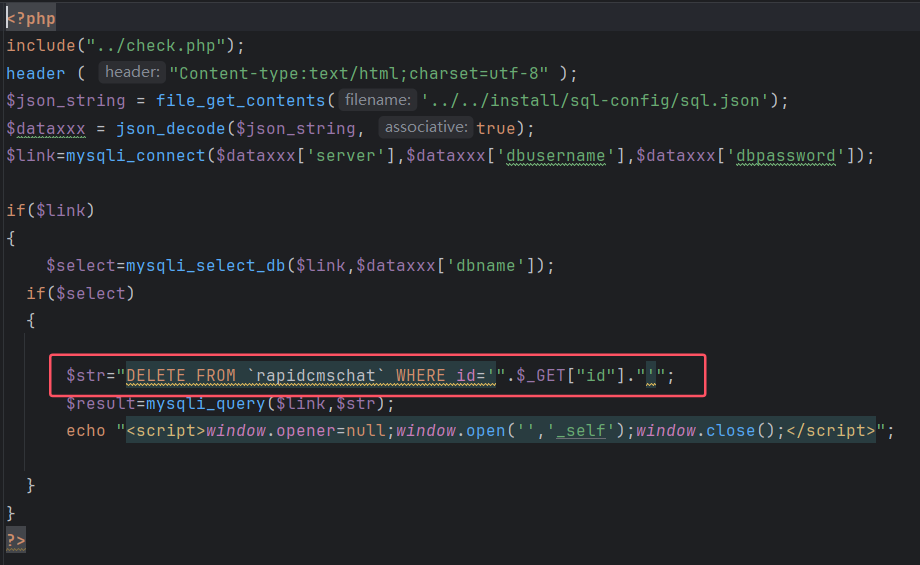 <?php
include("../check.php");
header ( header: "Content-type:text/html;charset=utf-8" );
$json_string = file_get_contents( filename: '../../install/sql-config/sql.json');
$dataxxx = json_decode($json_string, associative: true);
$link=mysqli_connect($dataxxx['server'],$dataxxx['dbusername'],$dataxxx['dbpassword']);
if($link)
{
$select=mysqli_select_db($link,$dataxxx['dbname']);
if($select)
{
$str="DELETE FROM `rapidcmschat` WHERE id='".$_GET["id"]."'";
$result=mysqli_query($link,$str);
echo "<script>window.opener=null;window.open('','_self');window.close();</script>";
}
}
?>